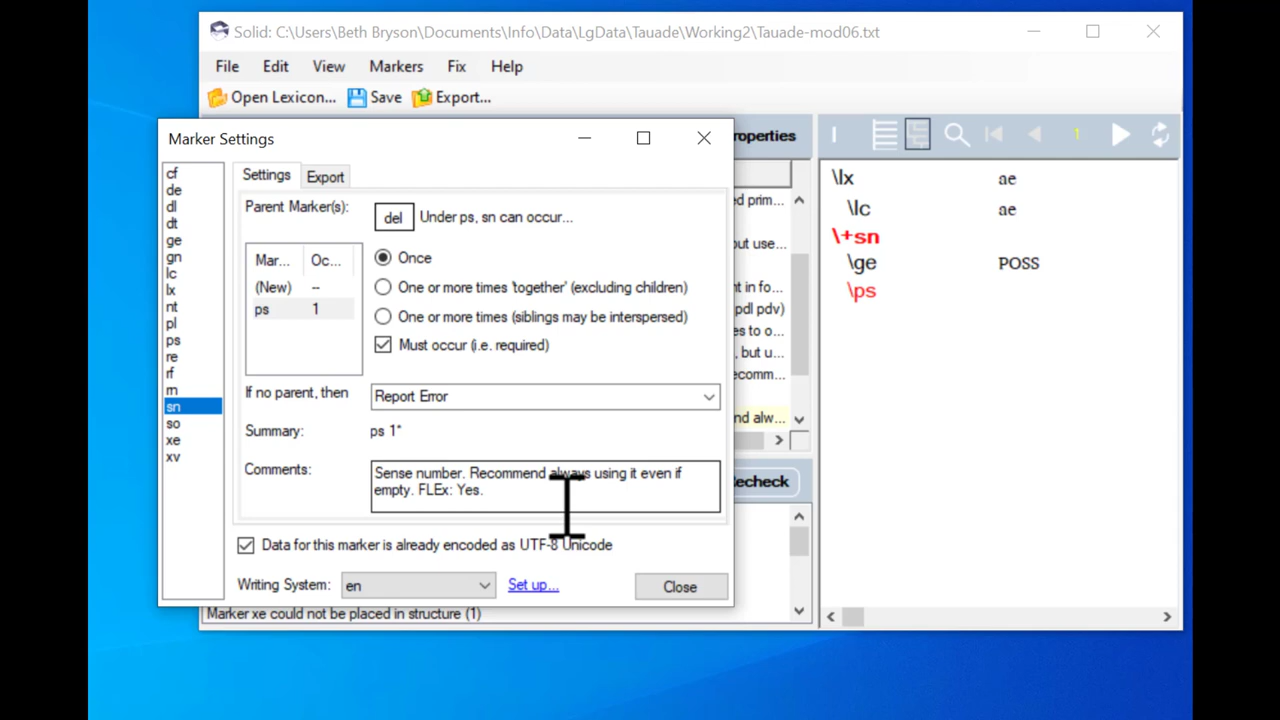 Solid: C:\Users\Beth Bryson\Documents\Info\Data\LgData\Tauade\Working2\Tauade-mod06.txt
File Edit View Markers Fix Help
Open Lexicon... Save Export...
Marker Settings
roperties
1
cf
de
dl
dt
ge
gn
lc
lx
nt
pl
ps
re
rf
rn
sn
so
xe
xv
Settings Export
Parent Marker(s):
del Under ps, sn can occur...
Mar... Oc...
(New) --
ps 1
Once
One or more times 'together' (excluding children)
One or more times (siblings may be interspersed)
Must occur (i.e. required)
If no parent, then Report Error
Summary: ps 1*
Comments: Sense number. Recommend always using it even if
empty. FLEx: Yes.
Data for this marker is already encoded as UTF-8 Unicode
Writing System: en Set up... Close
ed prim...
but use...
nt in fo...
(pdl pdv)
es to o...
, but u...
ecomm...
nd alw...
echeck
Marker xe could not be placed in structure (1)
\lx ae
\lc ae
\+sn
\ge POSS
\ps